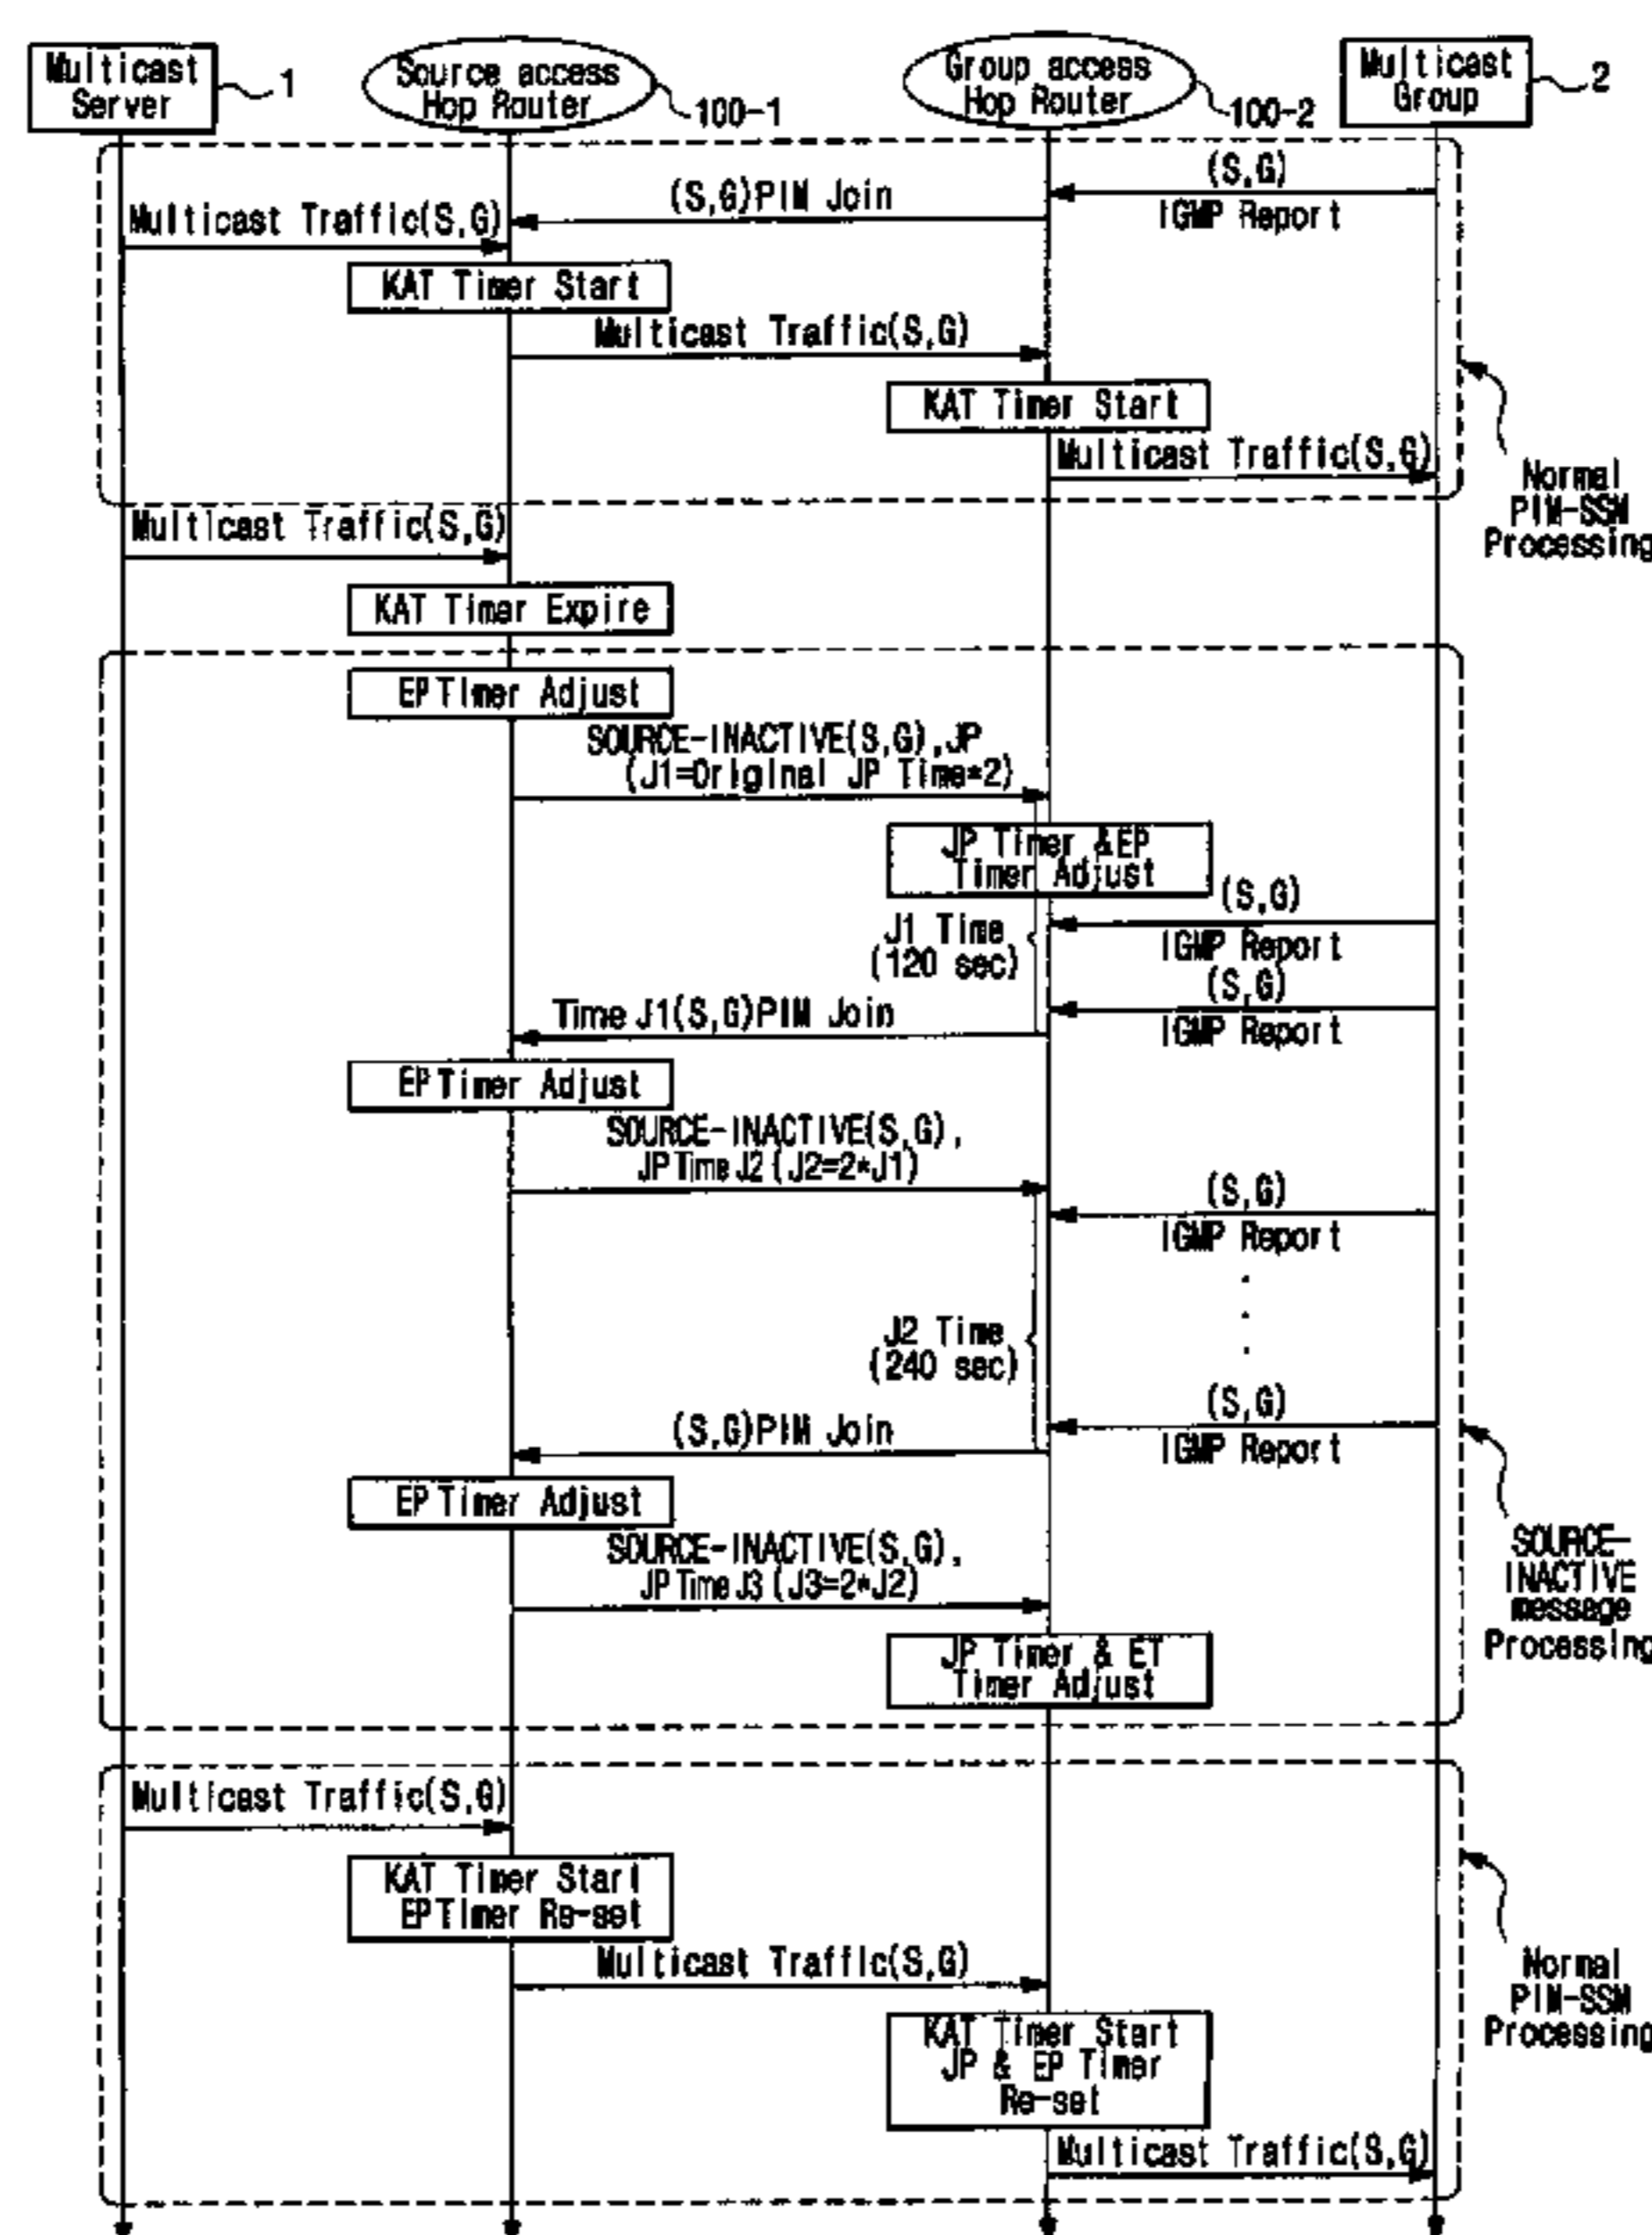 Multicast
Server
1
Source access
Hop Router
100-1
Group access
Hop Router
100-2
Multicast
Group
2
(S,G)
IGMP Report
(S,G)PIM Join
Multicast Traffic(S,G)
KAT Timer Start
Multicast Traffic(S,G)
KAT Timer Start
Multicast Traffic(S,G)
Normal
PIM-SSM
Processing
Multicast Traffic(S,G)
KAT Timer Expire
EP Timer Adjust
SOURCE-INACTIVE(S,G),JP
(J1=Original JP Time*2)
JP Timer &EP
Timer Adjust
(S,G)
IGMP Report
J1 Time
(120 sec)
(S,G)
IGMP Report
Time J1(S,G)PIM Join
EP Timer Adjust
SOURCE-INACTIVE(S,G),
JP Time J2 (J2=2*J1)
(S,G)
IGMP Report
J2 Time
(240 sec)
(S,G)
IGMP Report
(S,G)PIM Join
EP Timer Adjust
SOURCE-INACTIVE(S,G),
JP Time J3 (J3=2*J2)
JP Timer & ET
Timer Adjust
SOURCE-
INACTIVE
message
Processing
Multicast Traffic(S,G)
KAT Timer Start
EP Timer Re-set
Multicast Traffic(S,G)
KAT Timer Start
JP & EP Timer
Re-set
Multicast Traffic(S,G)
Normal
PIM-SSM
Processing